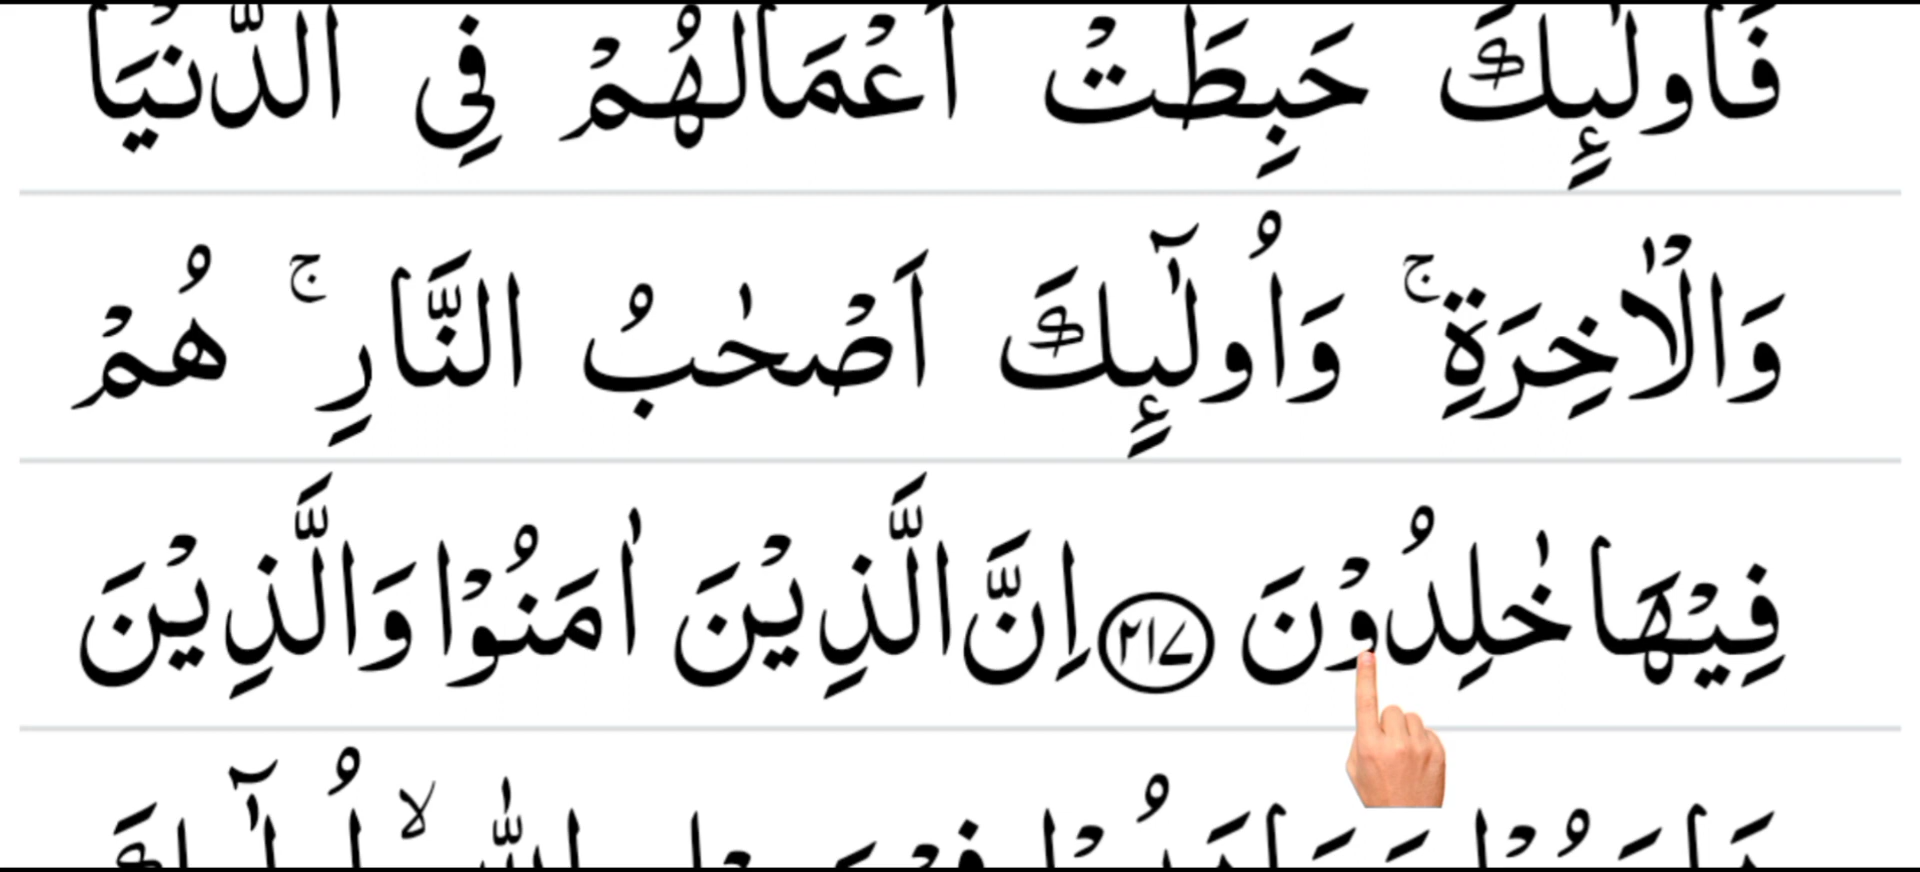 فَاُولٰٓئِكَ حَبِطَتْ اَعْمَالُهُمْ فِي الدُّنْيَا
وَالْاٰخِرَةِ ۚ وَاُولٰٓئِكَ اَصْحٰبُ النَّارِ ۚ هُمْ
فِيْهَا خٰلِدُوْنَ ﴿٢١٧﴾ اِنَّ الَّذِيْنَ اٰمَنُوْا وَالَّذِيْنَ